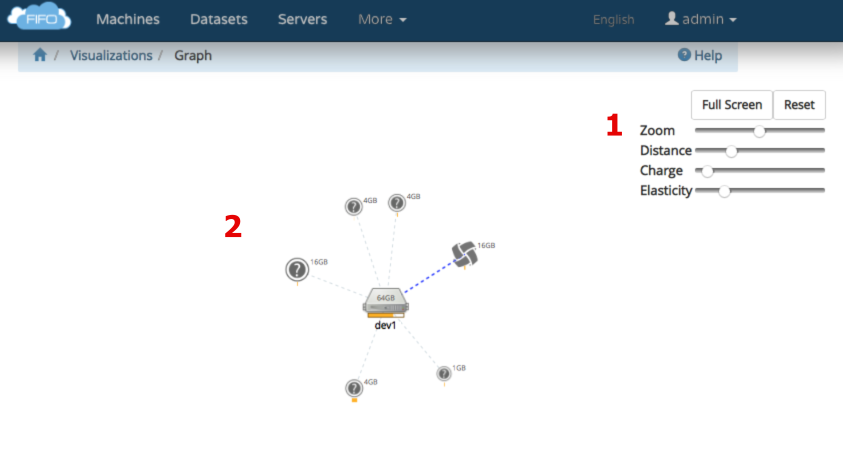 FIFO Machines Datasets Servers More English admin
/ Visualizations / Graph ? Help
Full Screen Reset
1
Zoom
Distance
Charge
Elasticity
4GB 4GB
2
16GB
16GB
64GB
dev1
1GB
4GB